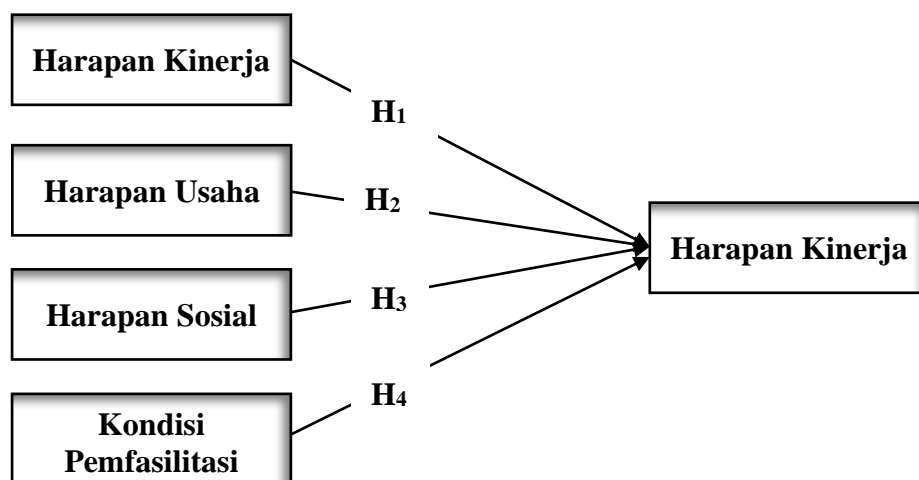 Harapan Kinerja
H1
Harapan Usaha
H2
Harapan Kinerja
Harapan Sosial
H3
H4
Kondisi
Pemfasilitasi